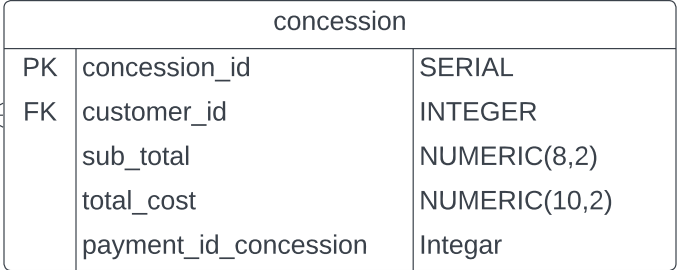 concession
PK concession_id SERIAL
FK customer_id INTEGER
sub_total NUMERIC(8,2)
total_cost NUMERIC(10,2)
payment_id_concession Integar